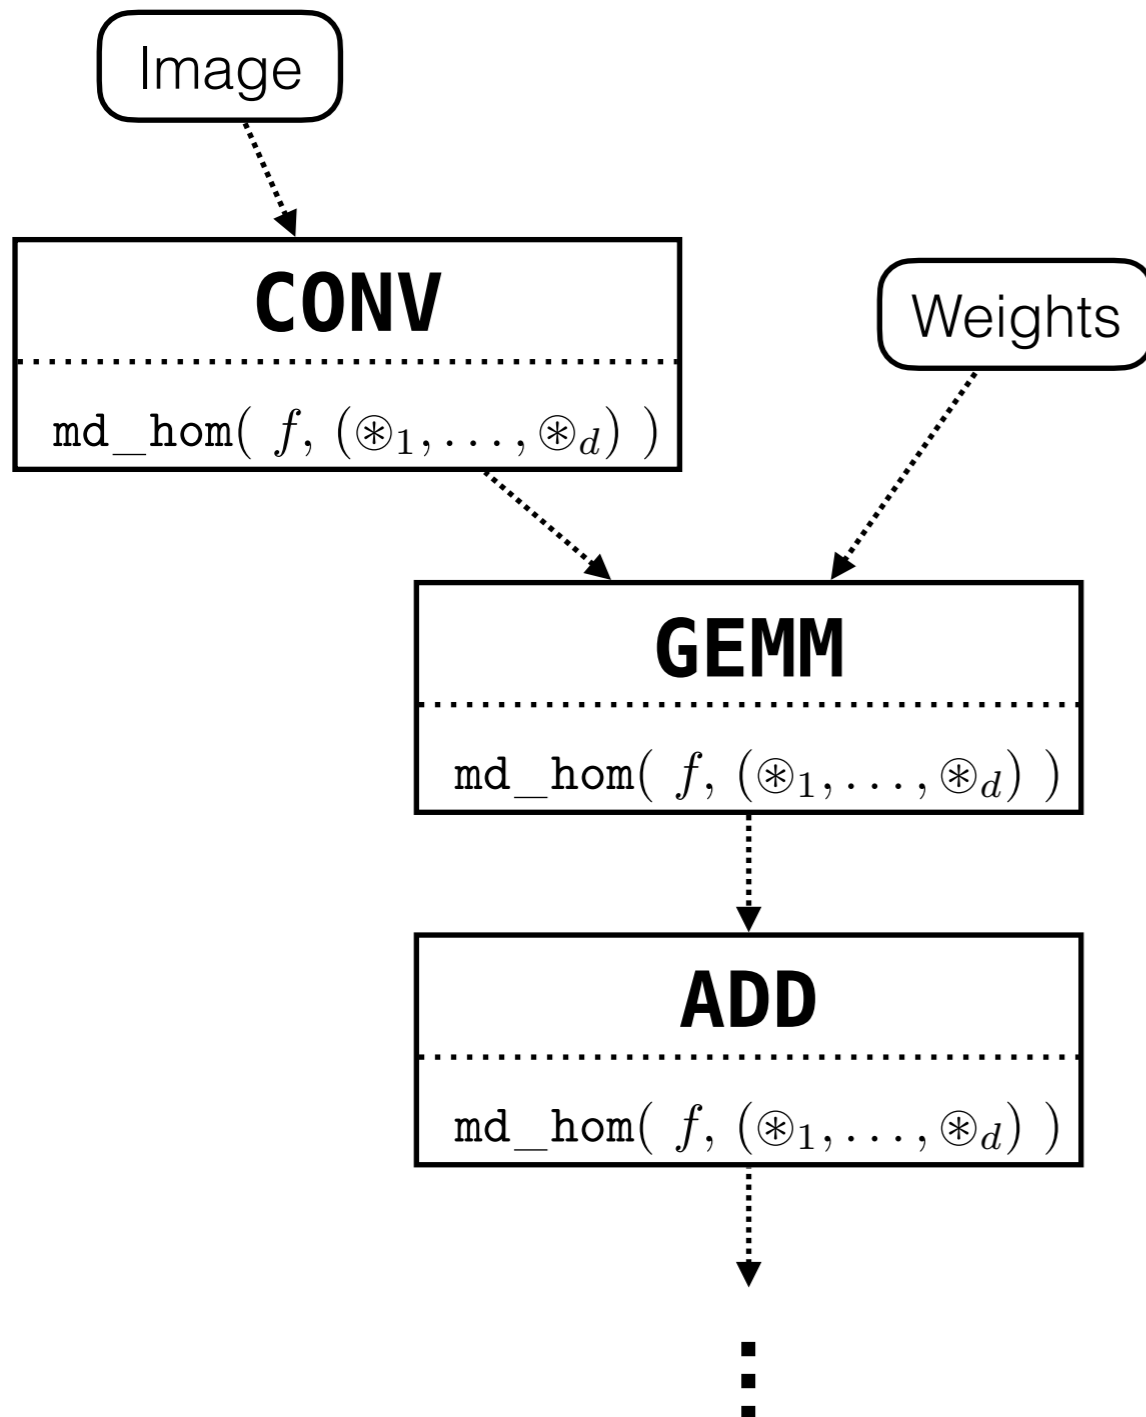 Image
CONV
md_hom( f, (⊛₁,...,⊛d) )
Weights
GEMM
md_hom( f, (⊛₁,...,⊛d) )
ADD
md_hom( f, (⊛₁,...,⊛d) )